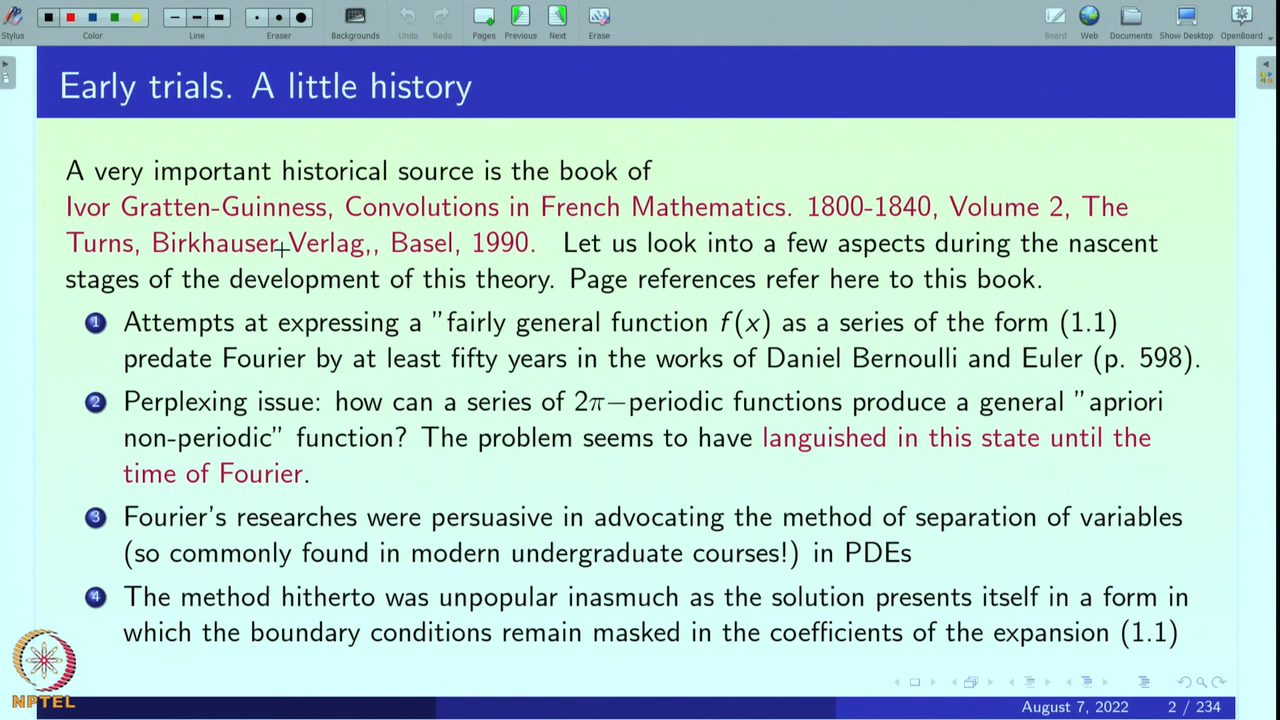 Stylus Color Line Eraser Backgrounds Undo Redo Pages Previous Next Erase Board Web Documents Show Desktop OpenBoard
Early trials. A little history
A very important historical source is the book of
Ivor Gratten-Guinness, Convolutions in French Mathematics. 1800-1840, Volume 2, The
Turns, Birkhauser Verlag,, Basel, 1990. Let us look into a few aspects during the nascent
stages of the development of this theory. Page references refer here to this book.
1 Attempts at expressing a "fairly general function f(x) as a series of the form (1.1)
predate Fourier by at least fifty years in the works of Daniel Bernoulli and Euler (p. 598).
2 Perplexing issue: how can a series of 2π−periodic functions produce a general "apriori
non-periodic" function? The problem seems to have languished in this state until the
time of Fourier.
3 Fourier's researches were persuasive in advocating the method of separation of variables
(so commonly found in modern undergraduate courses!) in PDEs
4 The method hitherto was unpopular inasmuch as the solution presents itself in a form in
which the boundary conditions remain masked in the coefficients of the expansion (1.1)
NPTEL
August 7, 2022 2 / 234